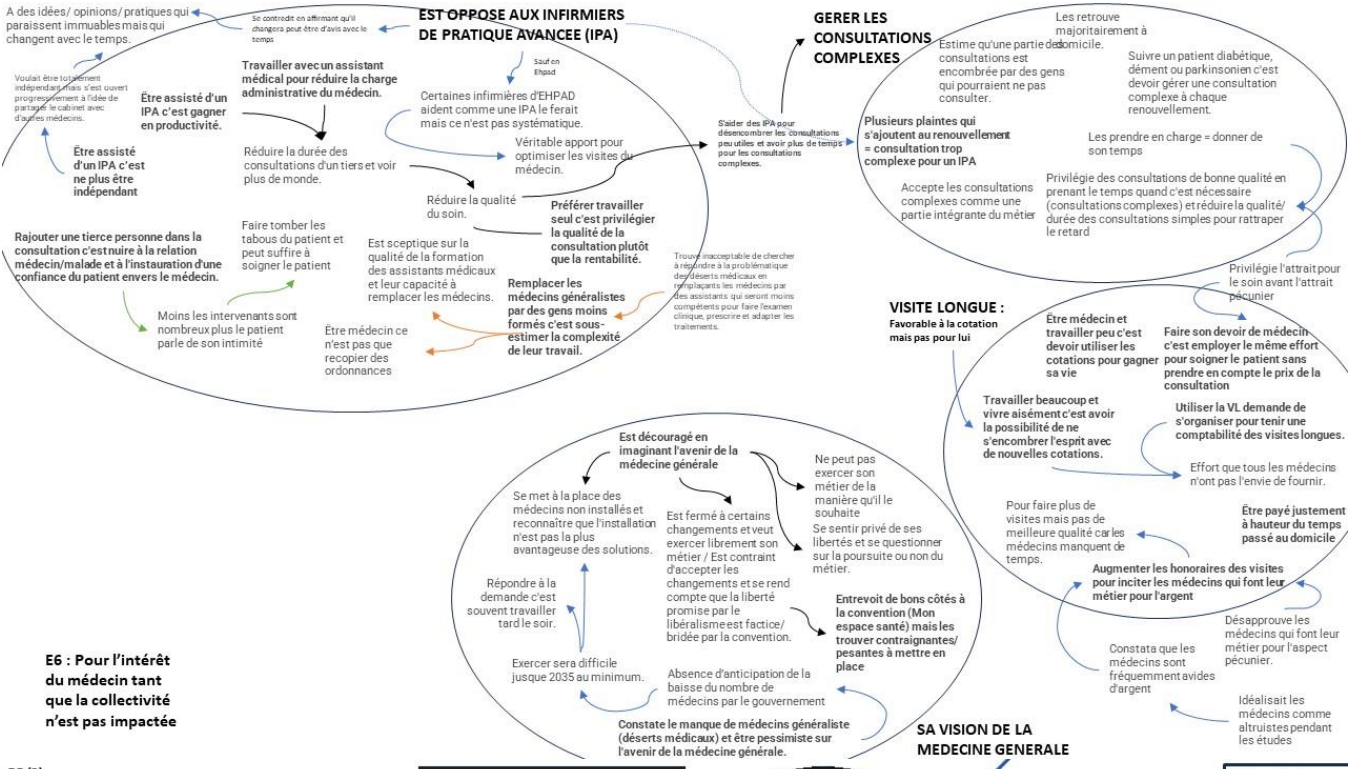 A des idées/ opinions/ pratiques qui
paraissent immuables mais qui
changent avec le temps.
Se contredit en affirmant qu'il
changera peut être d'avis avec le
temps
EST OPPOSE AUX INFIRMIERS
DE PRATIQUE AVANCEE (IPA)
Sauf en
Ehpad
Voulait être totalement
indépendant mais s'est ouvert
progressivement à l'idée de
partager le cabinet avec
d'autres médecins.
Être assisté d'un
IPA c'est gagner
en productivité.
Travailler avec un assistant
médical pour réduire la charge
administrative du médecin.
Certaines infirmières d'EHPAD
aident comme une IPA le ferait
mais ce n'est pas systématique.
Véritable apport pour
optimiser les visites du
médecin.
Être assisté
d'un IPA c'est
ne plus être
indépendant
Réduire la durée des
consultations d'un tiers et voir
plus de monde.
Réduire la qualité
du soin.
Préférer travailler
seul c'est privilégier
la qualité de la
consultation plutôt
que la rentabilité.
Rajouter une tierce personne dans la
consultation c'est nuire à la relation
médecin/malade et à l'instauration d'une
confiance du patient envers le médecin.
Faire tomber les
tabous du patient et
peut suffire à
soigner le patient
Moins les intervenants sont
nombreux plus le patient
parle de son intimité
Est sceptique sur la
qualité de la formation
des assistants médicaux
et leur capacité à
remplacer les médecins.
Être médecin ce
n'est pas que
recopier des
ordonnances
Remplacer les
médecins généralistes
par des gens moins
formés c'est sous-
estimer la complexité
de leur travail.
Trouve inacceptable de chercher
à répondre à la problématique
des déserts médicaux en
remplaçants les médecins par
des assistants qui seront moins
compétents pour faire l'examen
clinique, prescrire et adapter les
traitements.
S'aider des IPA pour
désencombrer les consultations
peu utiles et avoir plus de temps
pour les consultations
complexes.
GERER LES
CONSULTATIONS
COMPLEXES
Les retrouve
majoritairement à
domicile.
Estime qu'une partie des
consultations est
encombrée par des gens
qui pourraient ne pas
consulter.
Suivre un patient diabétique,
dément ou parkinsonien c'est
devoir gérer une consultation
complexe à chaque
renouvellement.
Plusieurs plaintes qui
s'ajoutent au renouvellement
= consultation trop
complexe pour un IPA
Les prendre en charge = donner de
son temps
Accepte les consultations
complexes comme une
partie intégrante du métier
Privilégie des consultations de bonne qualité en
prenant le temps quand c'est nécessaire
(consultations complexes) et réduire la qualité/
durée des consultations simples pour rattraper
le retard
Privilégie l'attrait pour
le soin avant l'attrait
pécunier
VISITE LONGUE :
Favorable à la cotation
mais pas pour lui
Être médecin et
travailler peu c'est
devoir utiliser les
cotations pour gagner
sa vie
Faire son devoir de médecin
c'est employer le même effort
pour soigner le patient sans
prendre en compte le prix de la
consultation
Travailler beaucoup et
vivre aisément c'est avoir
la possibilité de ne
s'encombrer l'esprit avec
de nouvelles cotations.
Utiliser la VL demande de
s'organiser pour tenir une
comptabilité des visites longues.
Effort que tous les médecins
n'ont pas l'envie de fournir.
Pour faire plus de
visites mais pas de
meilleure qualité car les
médecins manquent de
temps.
Être payé justement
à hauteur du temps
passé au domicile
Augmenter les honoraires des visites
pour inciter les médecins qui font leur
métier pour l'argent
Désapprouve les
médecins qui font leur
métier pour l'aspect
pécunier.
Constata que les
médecins sont
fréquemment avides
d'argent
Idéalisait les
médecins comme
altruistes pendant
les études
Est découragé en
imaginant l'avenir de la
médecine générale
Se met à la place des
médecins non installés et
reconnaître que l'installation
n'est pas la plus
avantageuse des solutions.
Est fermé à certains
changements et veut
exercer librement son
métier / Est contraint
d'accepter les
changements et se rend
compte que la liberté
promise par le
libéralisme est factice/
bridée par la convention.
Ne peut pas
exercer son
métier de la
manière qu'il le
souhaite
Se sentir privé de ses
libertés et se questionner
sur la poursuite ou non du
métier.
Répondre à la
demande c'est
souvent travailler
tard le soir.
Entrevoit de bons côtés à
la convention (Mon
espace santé) mais les
trouver contraignantes/
pesantes à mettre en
place
Exercer sera difficile
jusque 2035 au minimum.
Absence d'anticipation de la
baisse du nombre de
médecins par le gouvernement
Constate le manque de médecins généraliste
(déserts médicaux) et être pessimiste sur
l'avenir de la médecine générale.
SA VISION DE LA
MEDECINE GENERALE
E6 : Pour l'intérêt
du médecin tant
que la collectivité
n'est pas impactée